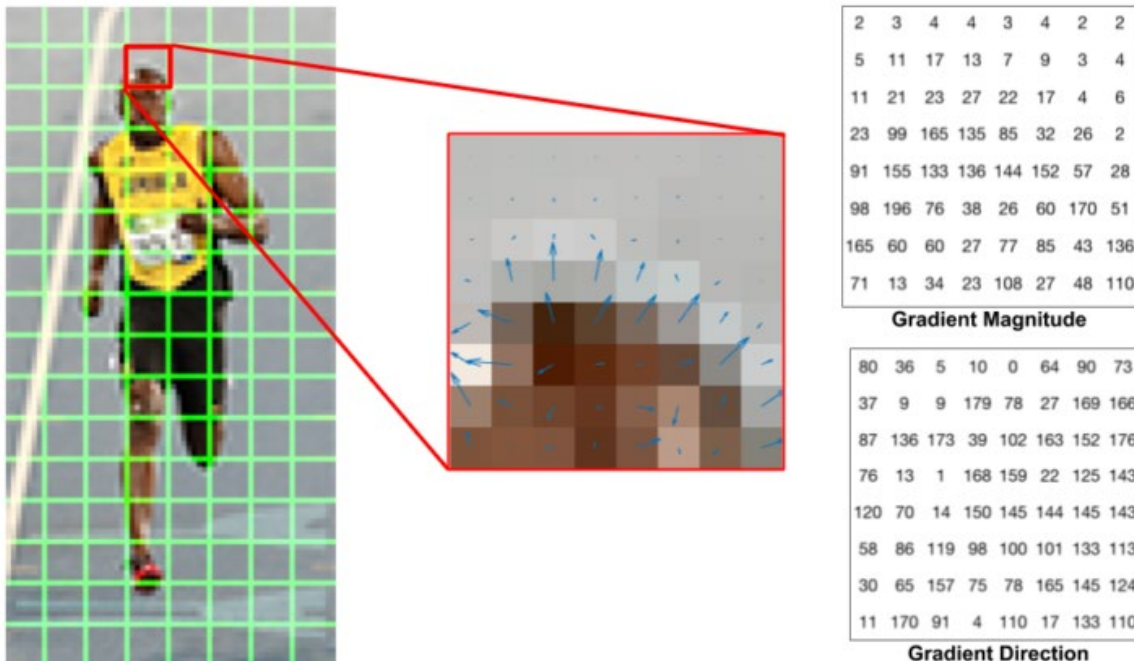 2 3 4 4 3 4 2 2
5 11 17 13 7 9 3 4
11 21 23 27 22 17 4 6
23 99 165 135 85 32 26 2
91 155 133 136 144 152 57 28
98 196 76 38 26 60 170 51
165 60 60 27 77 85 43 136
71 13 34 23 108 27 48 110
Gradient Magnitude
80 36 5 10 0 64 90 73
37 9 9 179 78 27 169 166
87 136 173 39 102 163 152 176
76 13 1 168 159 22 125 143
120 70 14 150 145 144 145 143
58 86 119 98 100 101 133 113
30 65 157 75 78 165 145 124
11 170 91 4 110 17 133 110
Gradient Direction